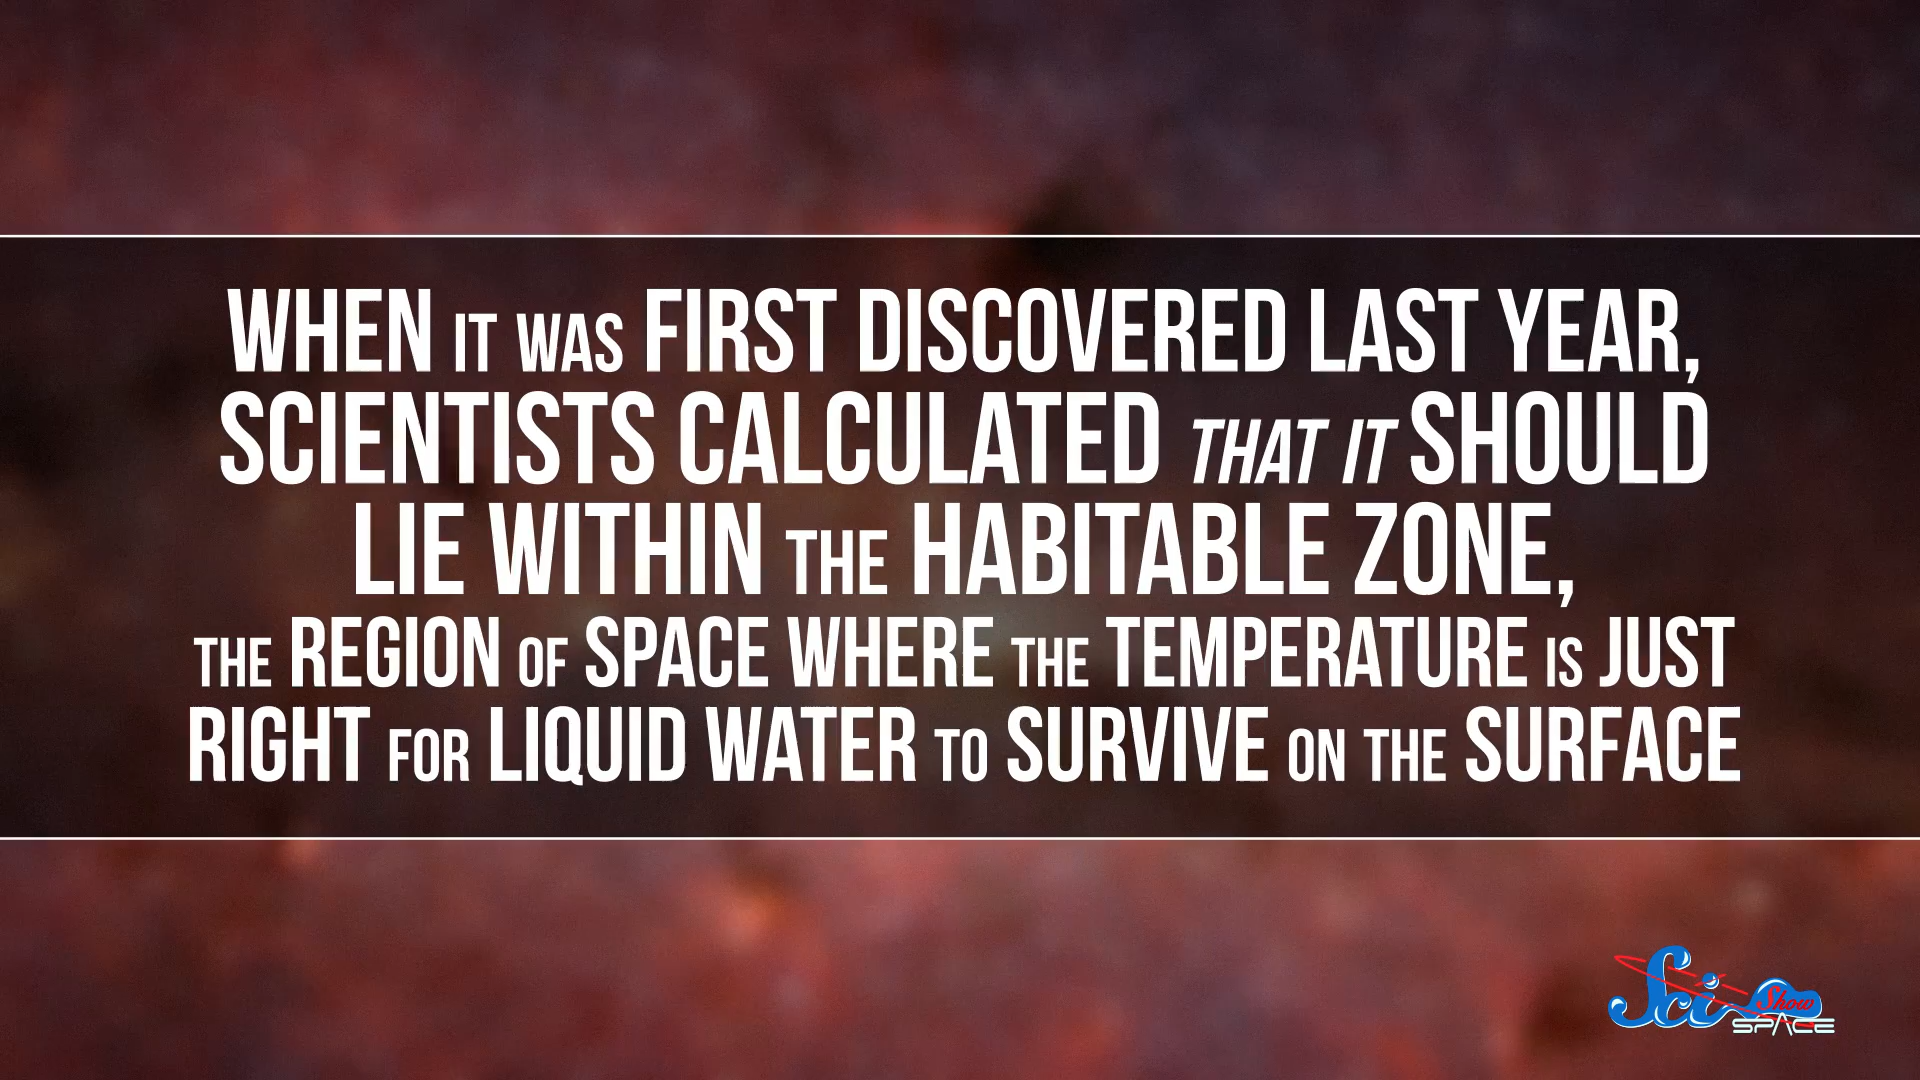 WHEN IT WAS FIRST DISCOVERED LAST YEAR,
SCIENTISTS CALCULATED THAT IT SHOULD
LIE WITHIN THE HABITABLE ZONE,
THE REGION OF SPACE WHERE THE TEMPERATURE IS JUST
RIGHT FOR LIQUID WATER TO SURVIVE ON THE SURFACE
Sci Show
SPACE